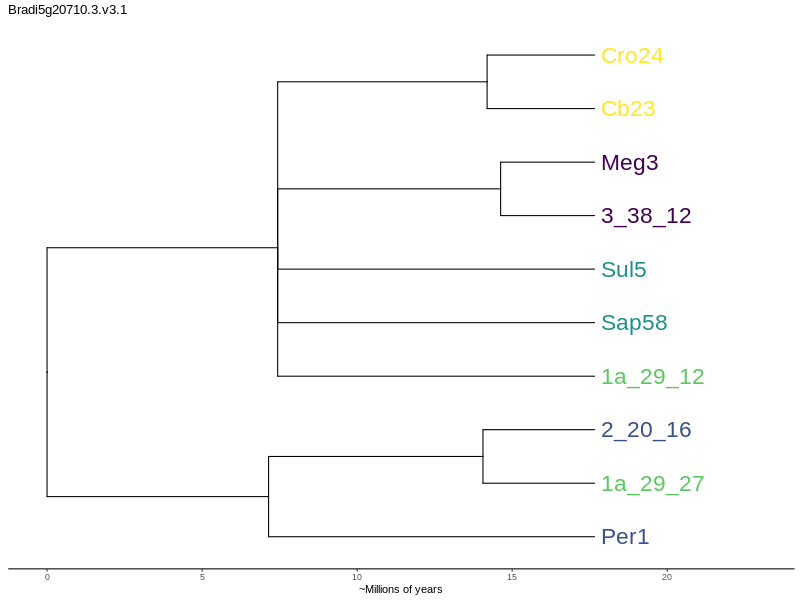 Bradi5g20710.3.v3.1
Cro24
Cb23
Meg3
3_38_12
Sul5
Sap58
1a_29_12
2_20_16
1a_29_27
Per1
0 5 10 15 20
~Millions of years